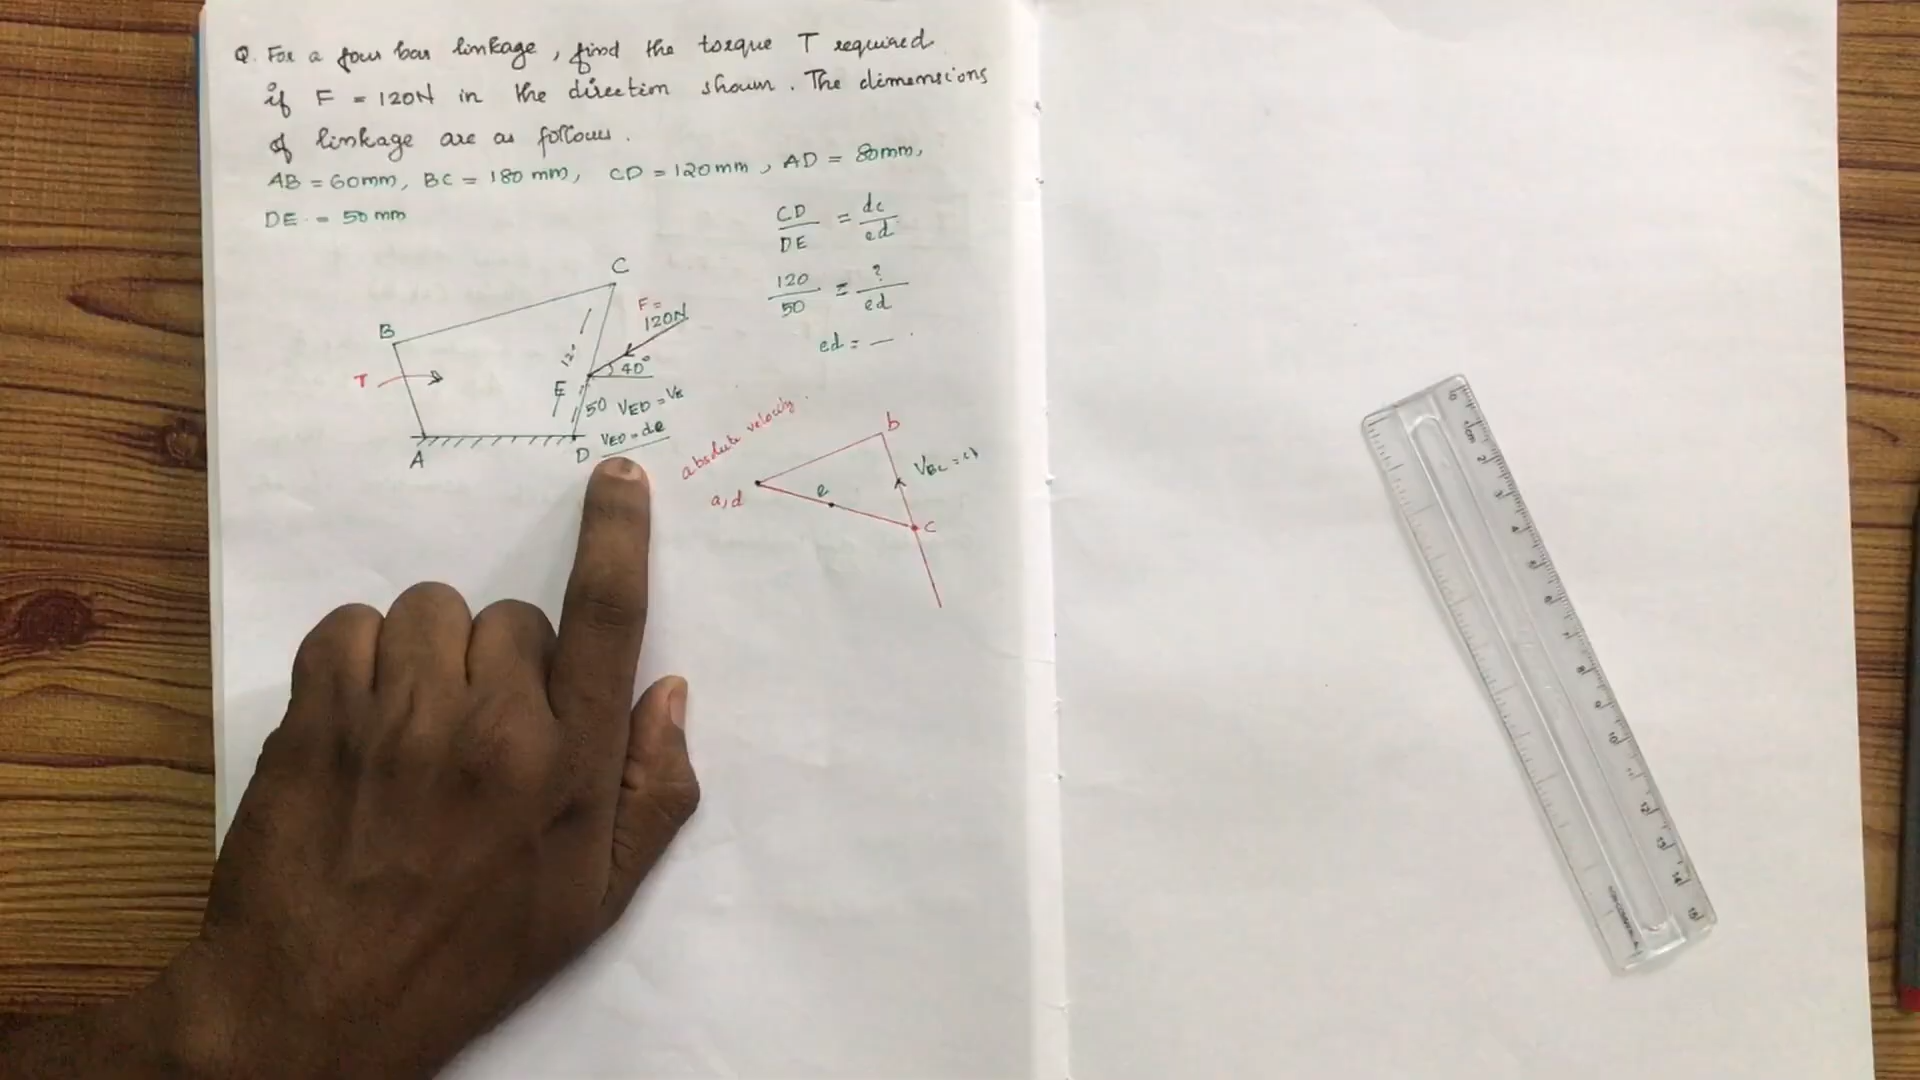 Q. For a four bar linkage, find the torque T required
if F = 120N in the direction shown. The dimensions
of linkage are as follows.
AB = 60mm, BC = 180 mm, CD = 120mm, AD = 80mm,
DE = 50 mm
CD/DE = dc/ed
120/50 = ?/ed
ed = —
C
B
F =
120N
120
T
40°
E
50
VED = VE
VED = de
A
D
absolute velocity.
b
VBC =
a,d
e
c